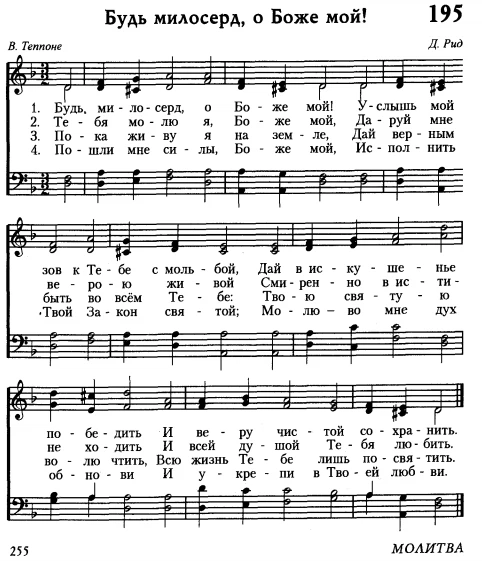 Будь милосерд, о Боже мой! 195
В. Теппоне Д. Рид
1. Будь, ми - ло - серд, о Бо - же мой! У - слышь мой
2. Те - бя мо - лю я, Бо - же мой, Да - руй мне
3. По - ка жи - ву я на зем - ле, Дай вер - ным
4. По - шли мне си - лы, Бо - же мой, Ис - пол - нить
зов к Те - бе с моль - бой, Дай в ис - ку - ше - нье
ве - ро - ю жи - вой Сми - рен - но в ис - ти -
быть во всём Те - бе: Тво - ю свя - ту - ю
Твой За - кон свя - той; Мо - лю - во мне дух
по - бе - дить И ве - ру чис - той со - хра - нить.
не хо - дить И всей ду - шой Те - бя лю - бить.
во - лю чтить, Всю жизнь Те - бе лишь по - свя - тить.
об - но - ви И у - кре - пи в Тво - ей люб - ви.
255 МОЛИТВА